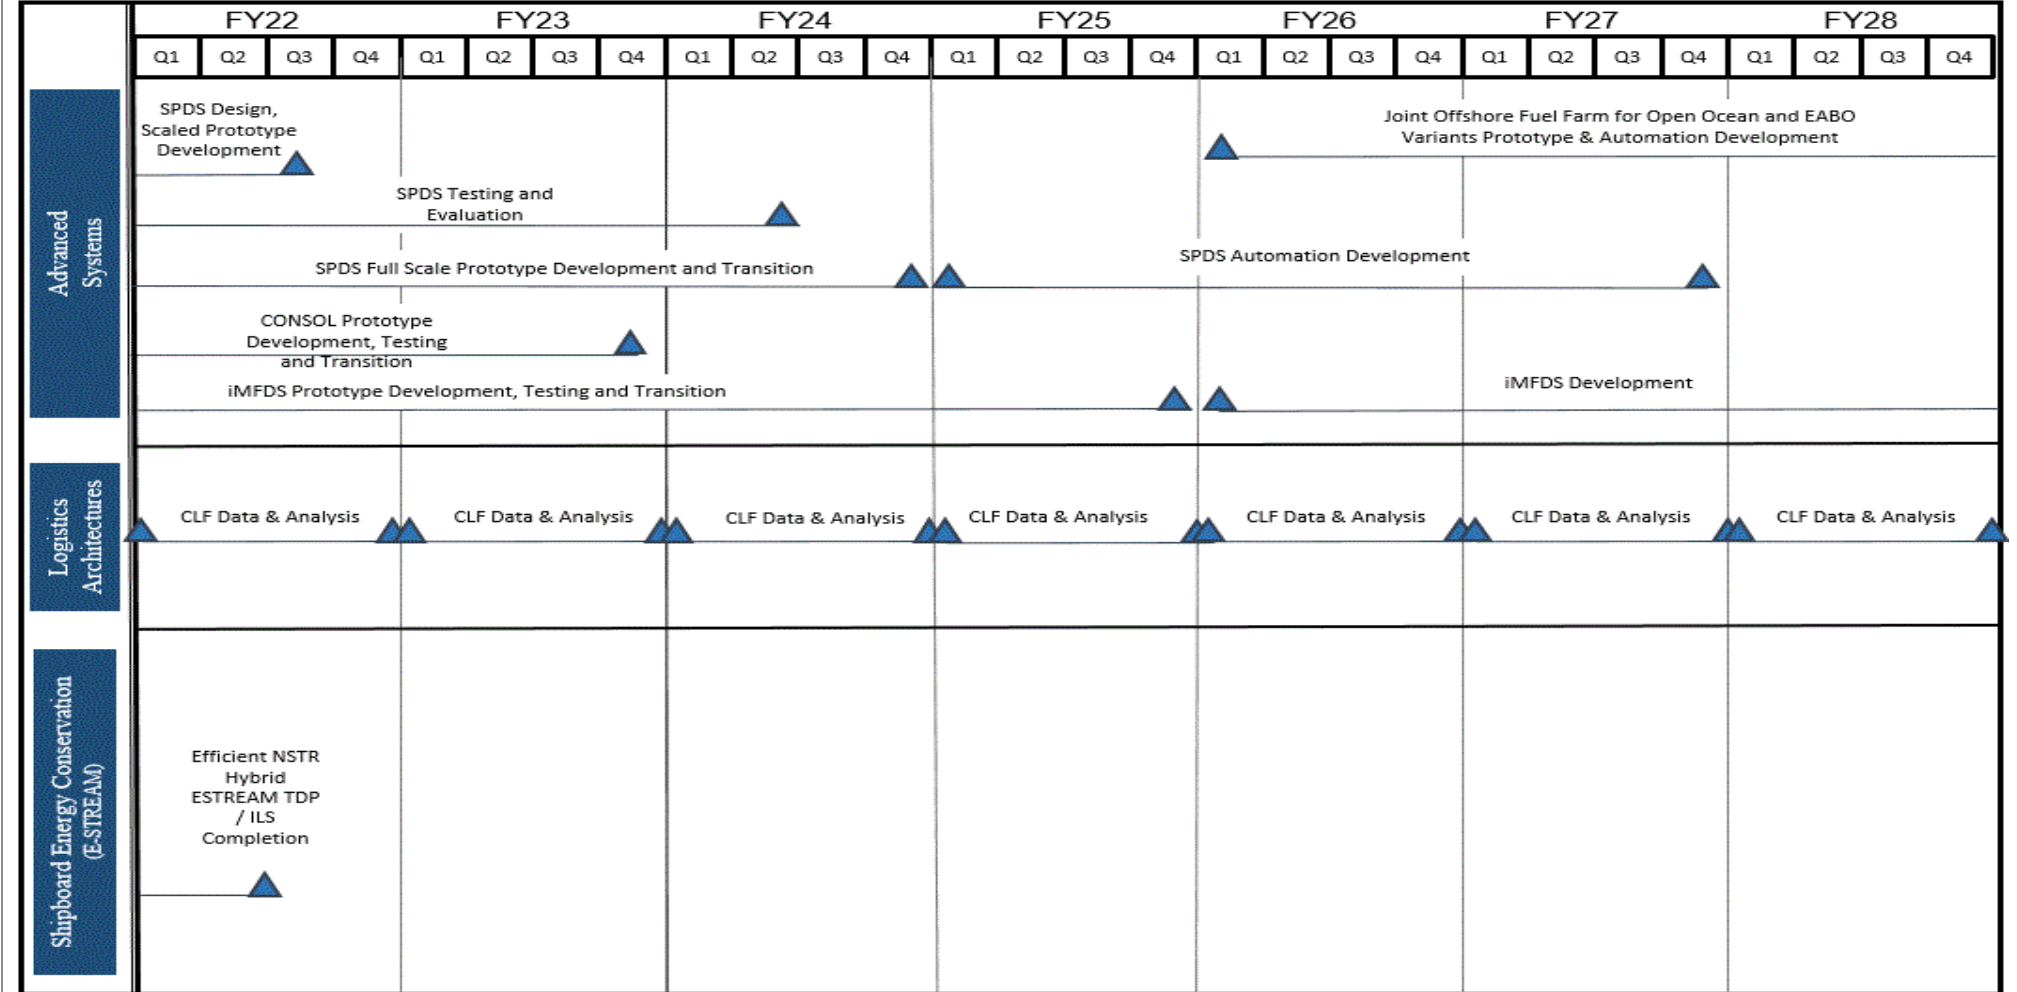 FY22 FY23 FY24 FY25 FY26 FY27 FY28
Q1 Q2 Q3 Q4 Q1 Q2 Q3 Q4 Q1 Q2 Q3 Q4 Q1 Q2 Q3 Q4 Q1 Q2 Q3 Q4 Q1 Q2 Q3 Q4 Q1 Q2 Q3 Q4
Advanced
Systems
SPDS Design,
Scaled Prototype
Development
Joint Offshore Fuel Farm for Open Ocean and EABO
Variants Prototype & Automation Development
SPDS Testing and
Evaluation
SPDS Full Scale Prototype Development and Transition
SPDS Automation Development
CONSOL Prototype
Development, Testing
and Transition
iMFDS Prototype Development, Testing and Transition
iMFDS Development
Logistics
Architectures
CLF Data & Analysis
CLF Data & Analysis
CLF Data & Analysis
CLF Data & Analysis
CLF Data & Analysis
CLF Data & Analysis
CLF Data & Analysis
Shipboard Energy Conservation
(E-STREAM)
Efficient NSTR
Hybrid
ESTREAM TDP
/ ILS
Completion